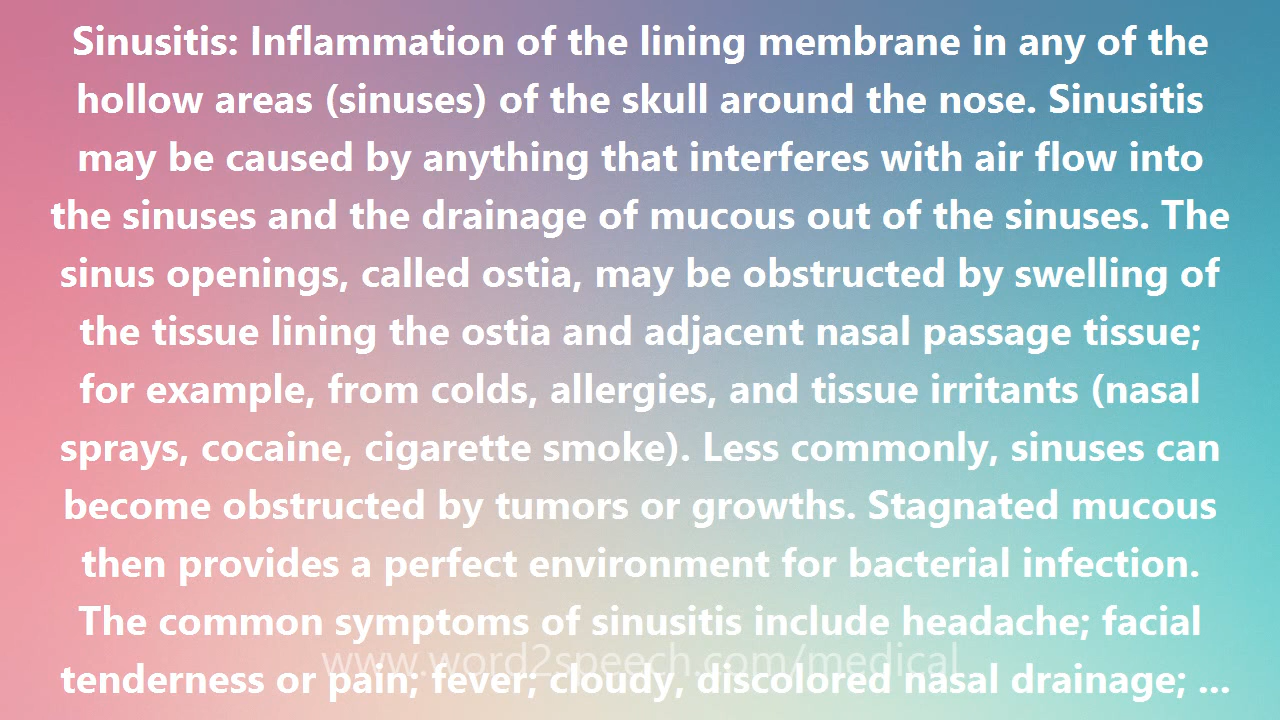 Sinusitis: Inflammation of the lining membrane in any of the
hollow areas (sinuses) of the skull around the nose. Sinusitis
may be caused by anything that interferes with air flow into
the sinuses and the drainage of mucous out of the sinuses. The
sinus openings, called ostia, may be obstructed by swelling of
the tissue lining the ostia and adjacent nasal passage tissue;
for example, from colds, allergies, and tissue irritants (nasal
sprays, cocaine, cigarette smoke). Less commonly, sinuses can
become obstructed by tumors or growths. Stagnated mucous
then provides a perfect environment for bacterial infection.
The common symptoms of sinusitis include headache; facial
www.word2speech.com/medical
tenderness or pain; fever; cloudy, discolored nasal drainage; ...